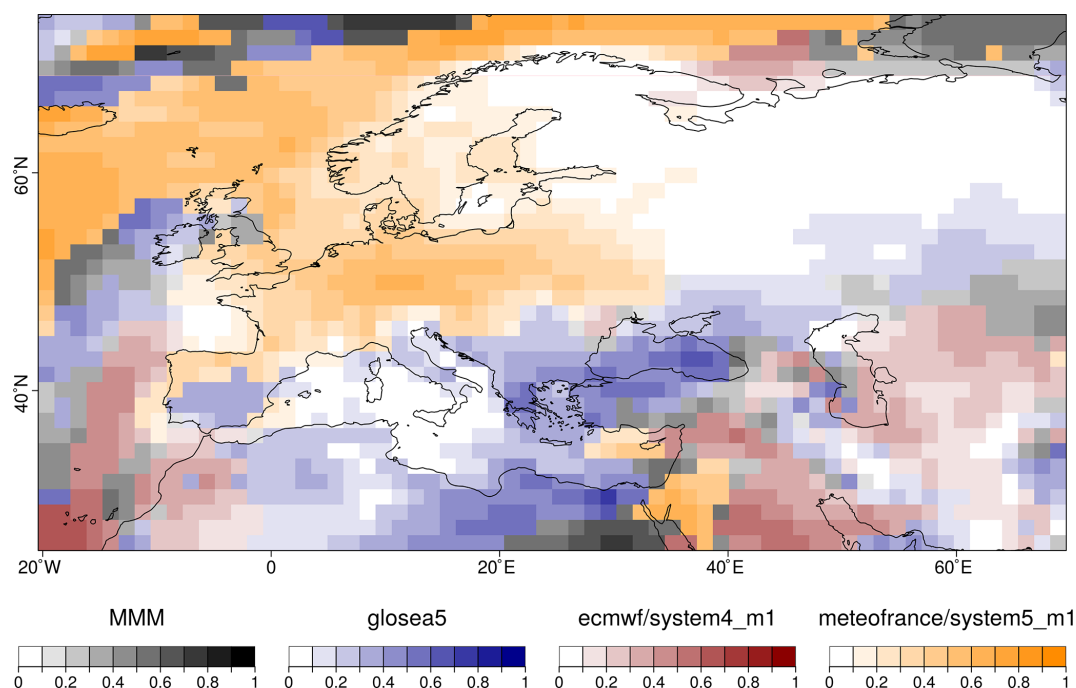 60°N
40°N
20°W 0 20°E 40°E 60°E
MMM glosea5 ecmwf/system4_m1 meteofrance/system5_m1
0 0.2 0.4 0.6 0.8 1 0 0.2 0.4 0.6 0.8 1 0 0.2 0.4 0.6 0.8 1 0 0.2 0.4 0.6 0.8 1